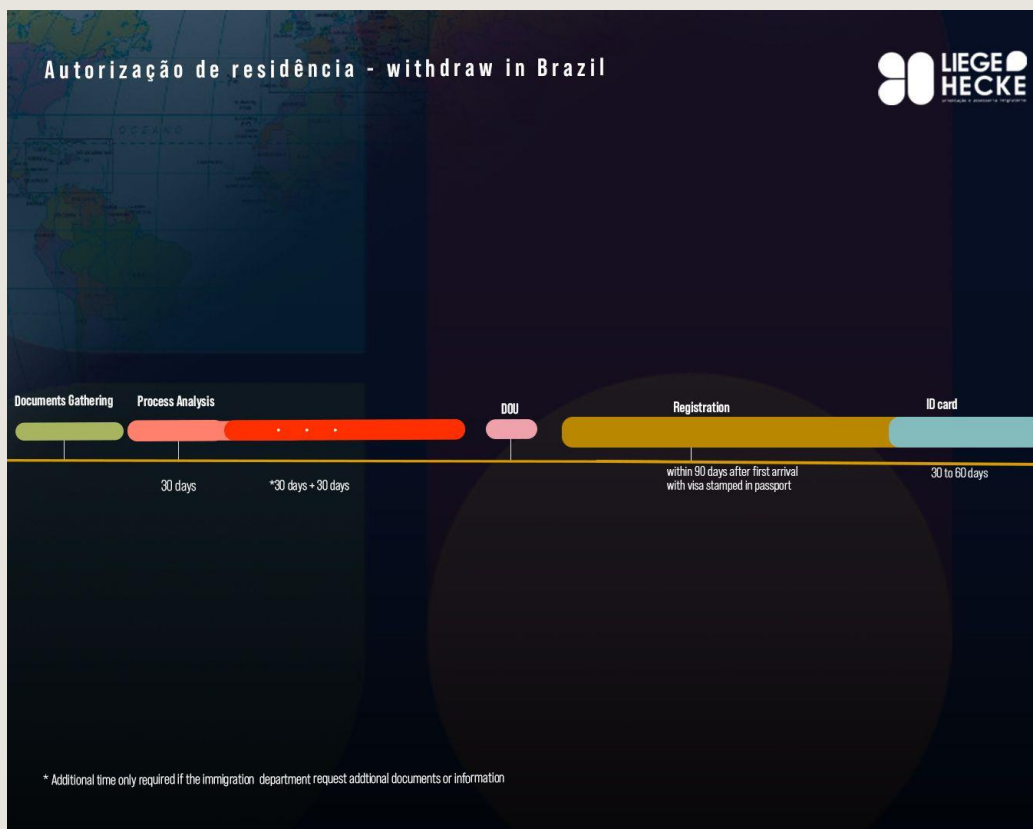 Autorização de residência - withdraw in Brazil
LIEGE
HECKE
OCEANO
Documents Gathering
Process Analysis
DOU
Registration
ID card
30 days
*30 days + 30 days
within 90 days after first arrival
with visa stamped in passport
30 to 60 days
* Additional time only required if the immigration department request addtional documents or information